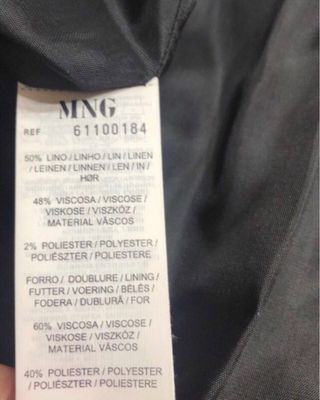 MNG
REF 61100184
50% LINO / LINHO / LIN / LINEN
/ LEINEN / LINNEN / LEN / IN /
HØR
48% VISCOSA / VISCOSE /
VISKOSE / VISZKÓZ /
MATERIAL VÂSCOS
2% POLIESTER / POLYESTER /
POLIÉSZTER / POLIESTERE
FORRO / DOUBLURE / LINING /
FUTTER / VOERING / BÉLÉS /
FODERA / DUBLURĂ / FOR
60% VISCOSA / VISCOSE /
VISKOSE / VISZKÓZ /
MATERIAL VÂSCOS
40% POLIESTER / POLYESTER
/ POLIÉSZTER / POLIESTERE